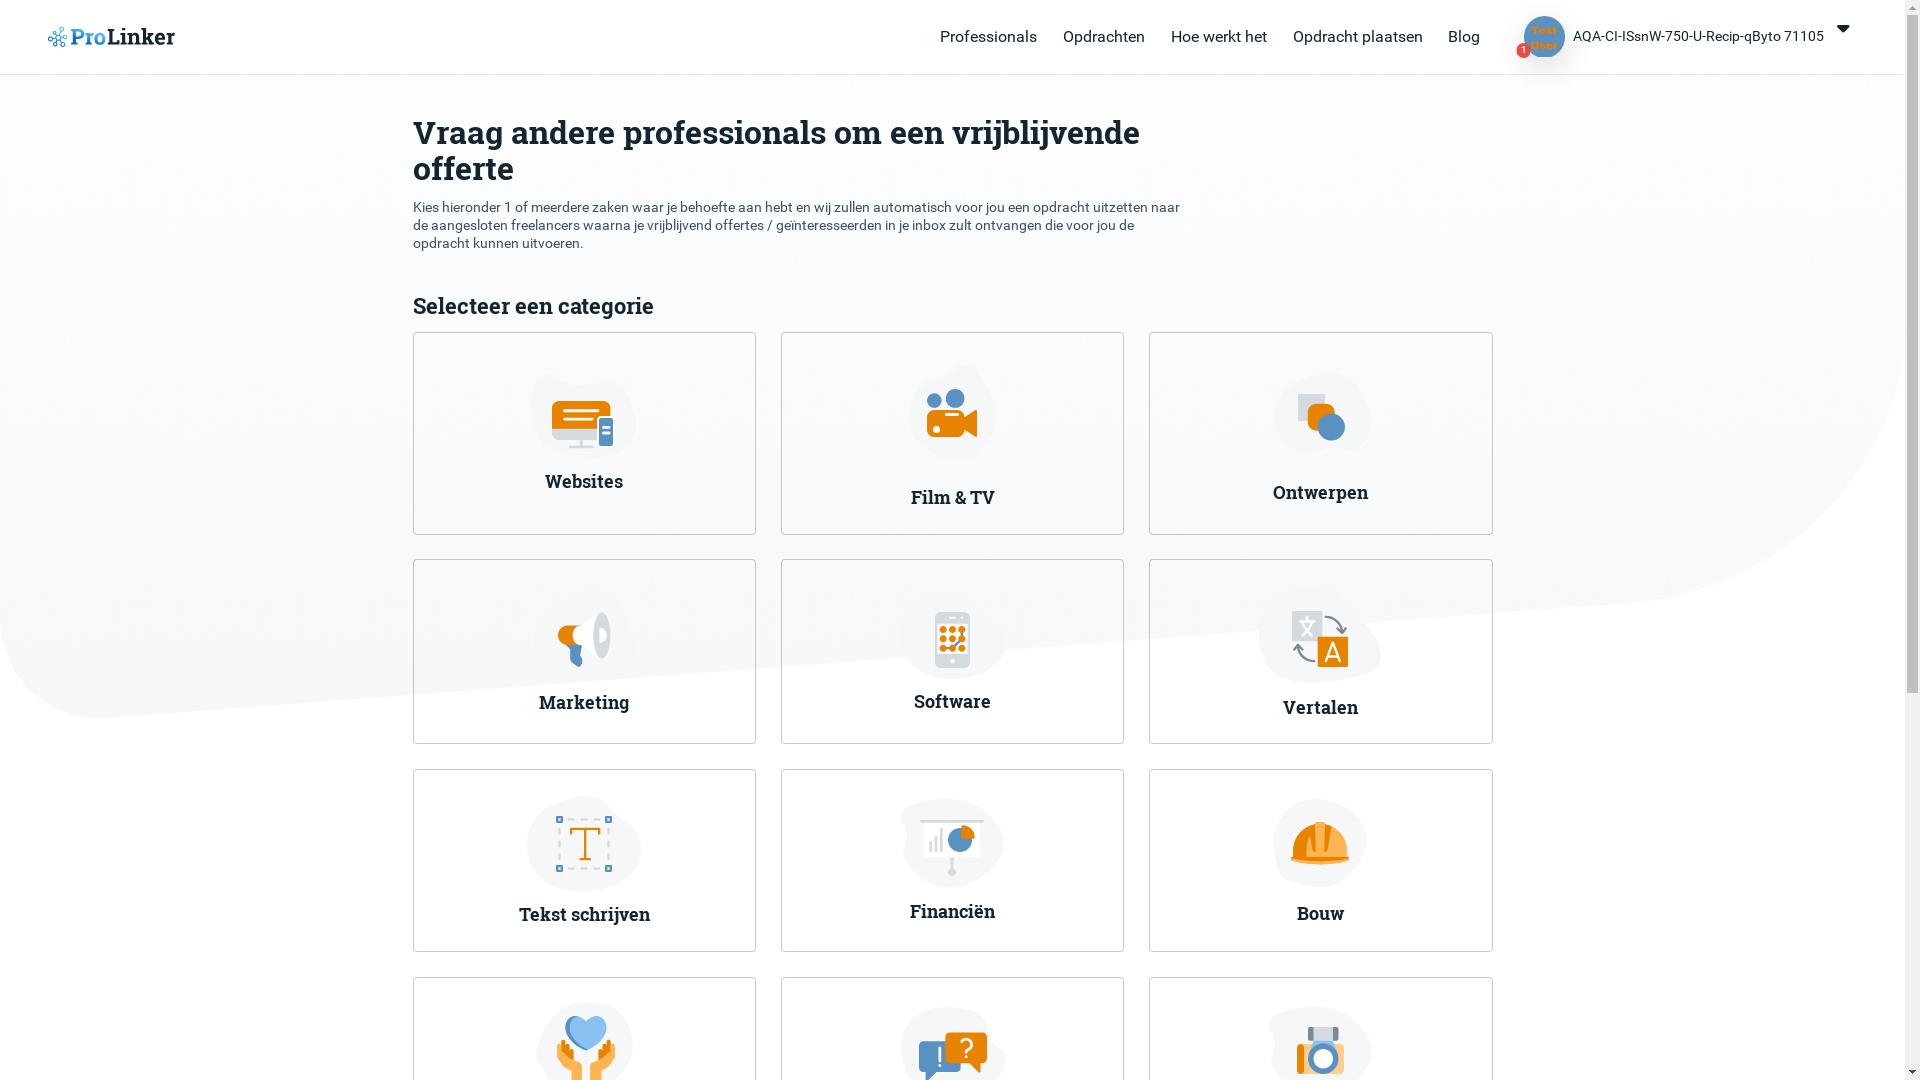 ProLinker
Professionals Opdrachten Hoe werkt het Opdracht plaatsen Blog
Test
User
1
AQA-CI-ISsnW-750-U-Recip-qByto 71105
Vraag andere professionals om een vrijblijvende
offerte
Kies hieronder 1 of meerdere zaken waar je behoefte aan hebt en wij zullen automatisch voor jou een opdracht uitzetten naar
de aangesloten freelancers waarna je vrijblijvend offertes / geïnteresseerden in je inbox zult ontvangen die voor jou de
opdracht kunnen uitvoeren.
Selecteer een categorie
Websites
Film & TV
Ontwerpen
Marketing
Software
文
A
Vertalen
T
Tekst schrijven
Financiën
Bouw
!
?